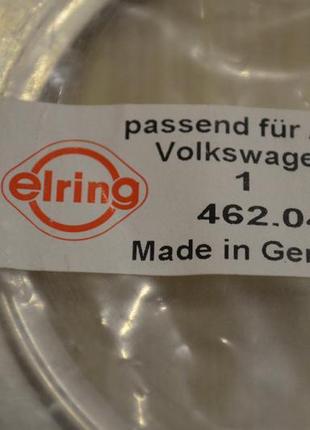 elring
passend für
Volkswage
1
462.04
Made in Ger